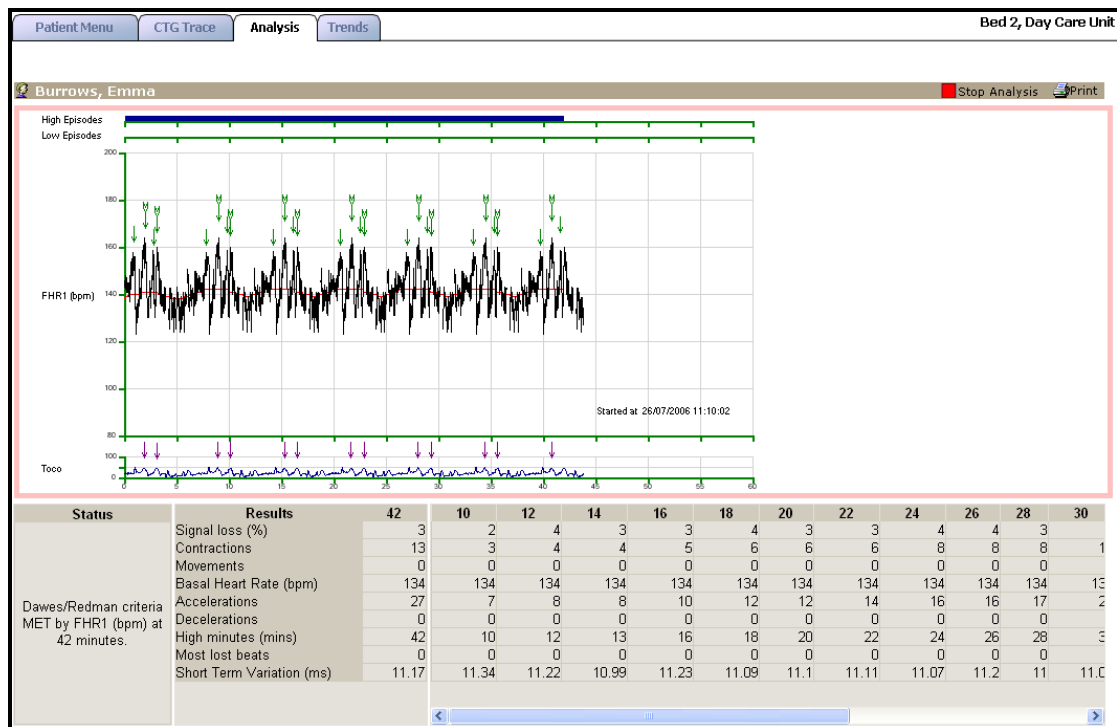 Patient Menu CTG Trace Analysis Trends Bed 2, Day Care Unit
Burrows, Emma Stop Analysis Print
High Episodes
Low Episodes
200
180
160
FHR1 (bpm) 140
120
100
Started at 26/07/2006 11:10:02
80
100
Toco
0
0 5 10 15 20 25 30 35 40 45 50 55 60
Status Results 42 10 12 14 16 18 20 22 24 26 28 30
Signal loss (%) 3 2 4 3 3 4 3 3 4 4 3
Contractions 13 3 4 4 5 6 6 6 8 8 8 1
Movements 0 0 0 0 0 0 0 0 0 0 0
Basal Heart Rate (bpm) 134 134 134 134 134 134 134 134 134 134 134 13
Accelerations 27 7 8 8 10 12 12 14 16 16 17 2
Dawes/Redman criteria
MET by FHR1 (bpm) at
42 minutes.
Decelerations 0 0 0 0 0 0 0 0 0 0 0
High minutes (mins) 42 10 12 13 16 18 20 22 24 26 28 3
Most lost beats 0 0 0 0 0 0 0 0 0 0 0
Short Term Variation (ms) 11.17 11.34 11.22 10.99 11.23 11.09 11.1 11.11 11.07 11.2 11 11.0